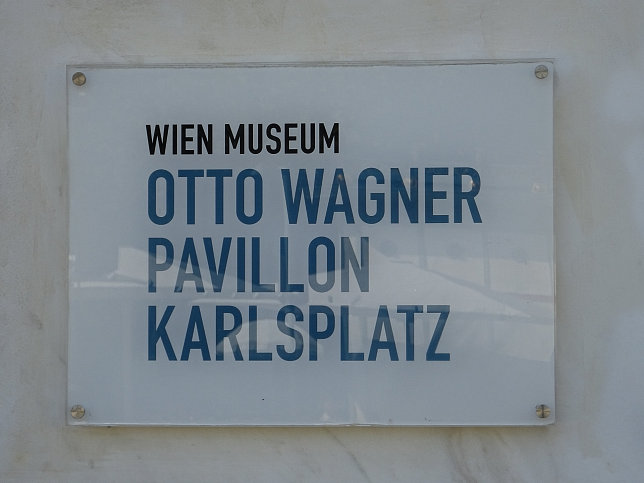 WIEN MUSEUM
OTTO WAGNER
PAVILLON
KARLSPLATZ